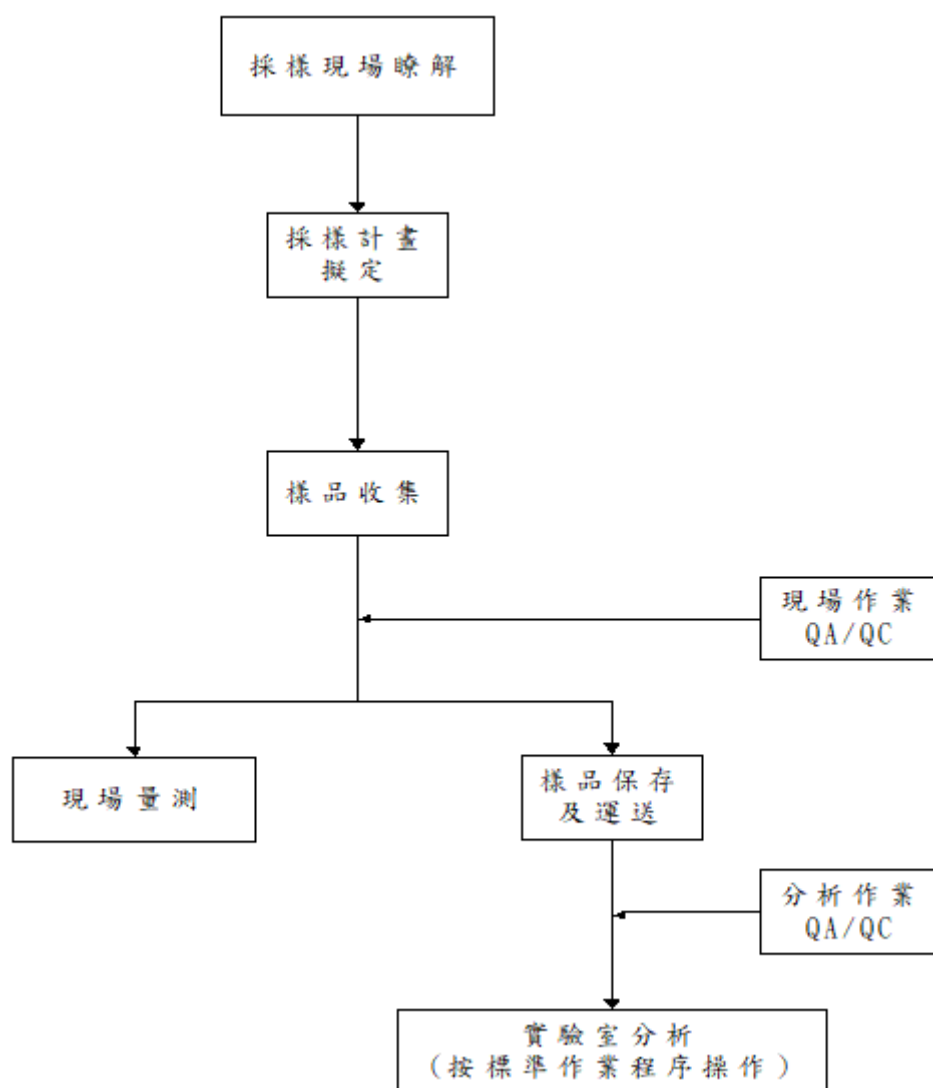 採樣現場瞭解
採樣計畫
擬定
樣品收集
現場作業
QA/QC
現場量測
樣品保存
及運送
分析作業
QA/QC
實驗室分析
(按標準作業程序操作)